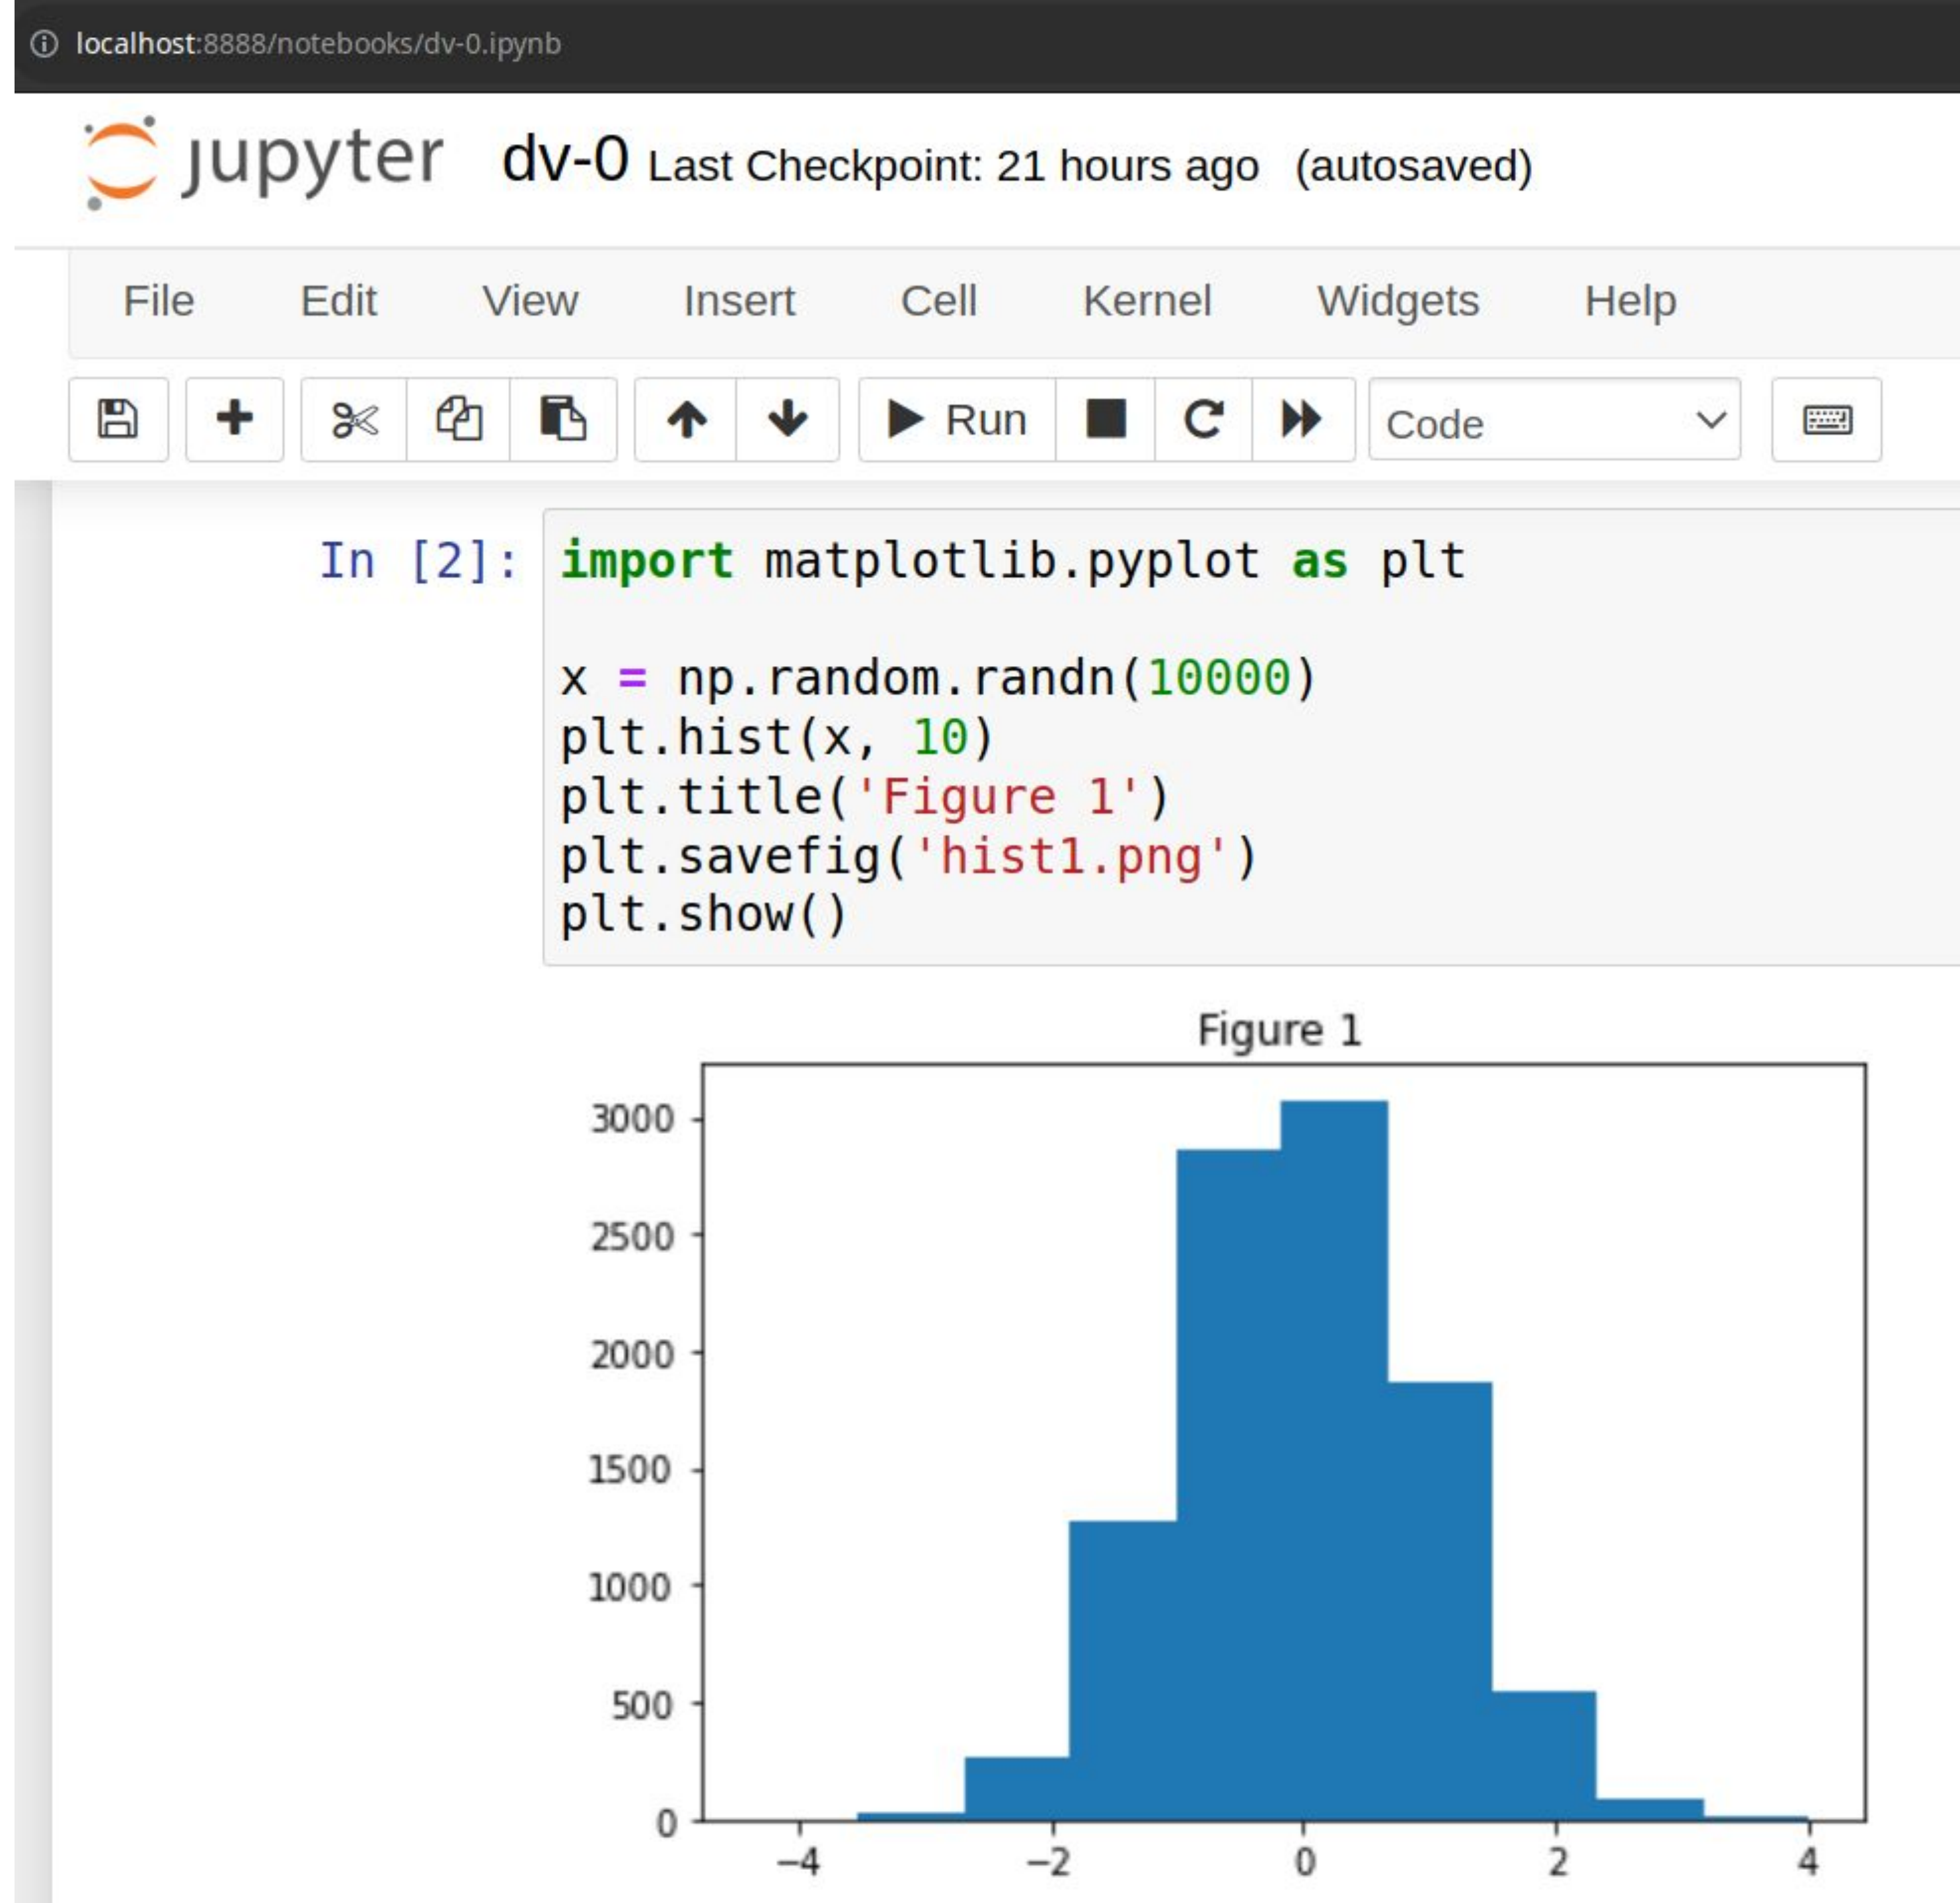 localhost:8888/notebooks/dv-0.ipynb
jupyter dv-0 Last Checkpoint: 21 hours ago (autosaved)
File Edit View Insert Cell Kernel Widgets Help
Run Code
In [2]: import matplotlib.pyplot as plt
x = np.random.randn(10000)
plt.hist(x, 10)
plt.title('Figure 1')
plt.savefig('hist1.png')
plt.show()
Figure 1
3000
2500
2000
1500
1000
500
0
−4 −2 0 2 4